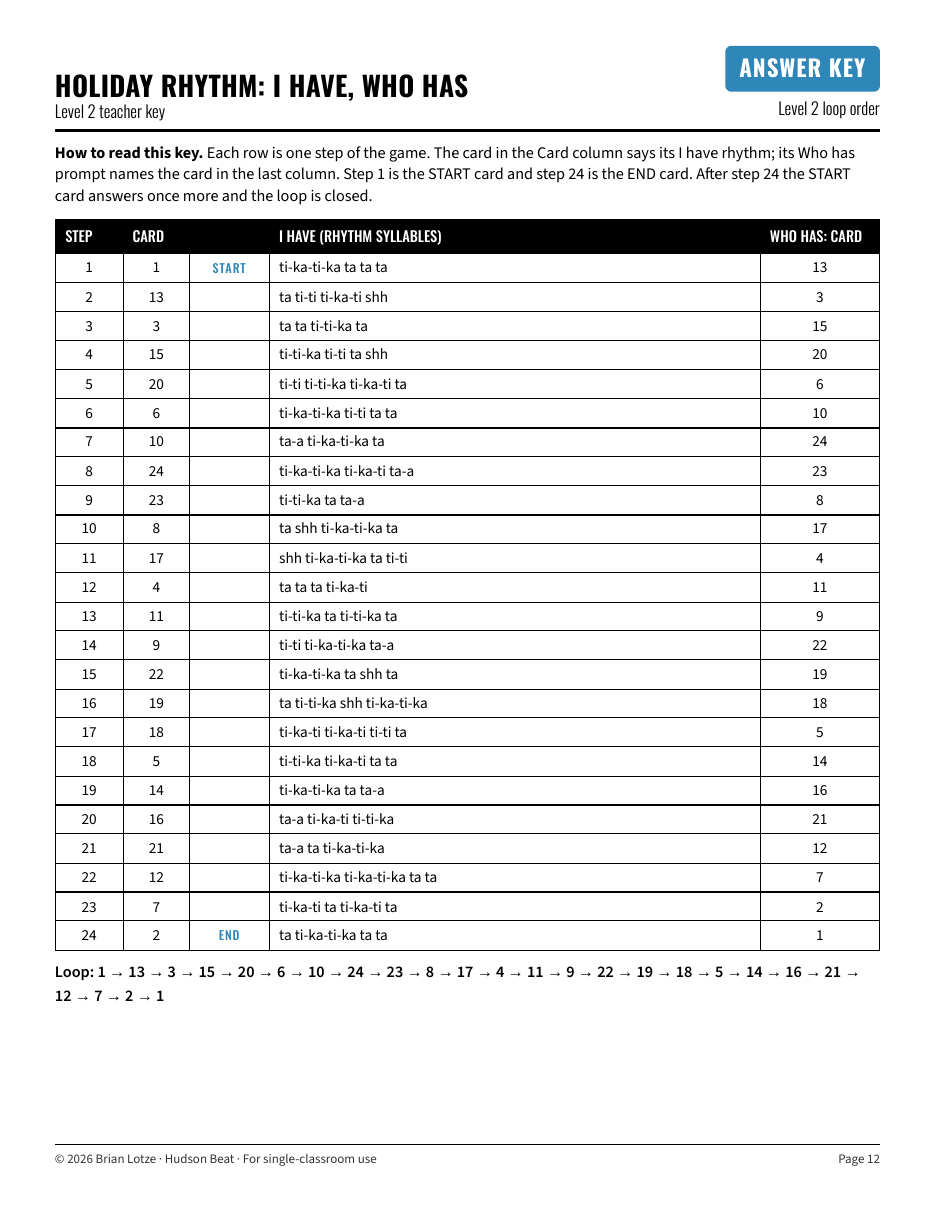 HOLIDAY RHYTHM: I HAVE, WHO HAS
ANSWER KEY
Level 2 teacher key
Level 2 loop order
How to read this key. Each row is one step of the game. The card in the Card column says its I have rhythm; its Who has
prompt names the card in the last column. Step 1 is the START card and step 24 is the END card. After step 24 the START
card answers once more and the loop is closed.
STEP CARD I HAVE (RHYTHM SYLLABLES) WHO HAS: CARD
1 1 START ti-ka-ti-ka ta ta ta 13
2 13 ta ti-ti ti-ka-ti shh 3
3 3 ta ta ti-ti-ka ta 15
4 15 ti-ti-ka ti-ti ta shh 20
5 20 ti-ti ti-ti-ka ti-ka-ti ta 6
6 6 ti-ka-ti-ka ti-ti ta ta 10
7 10 ta-a ti-ka-ti-ka ta 24
8 24 ti-ka-ti-ka ti-ka-ti ta-a 23
9 23 ti-ti-ka ta ta-a 8
10 8 ta shh ti-ka-ti-ka ta 17
11 17 shh ti-ka-ti-ka ta ti-ti 4
12 4 ta ta ta ti-ka-ti 11
13 11 ti-ti-ka ta ti-ti-ka ta 9
14 9 ti-ti ti-ka-ti-ka ta-a 22
15 22 ti-ka-ti-ka ta shh ta 19
16 19 ta ti-ti-ka shh ti-ka-ti-ka 18
17 18 ti-ka-ti ti-ka-ti ti-ti ta 5
18 5 ti-ti-ka ti-ka-ti ta ta 14
19 14 ti-ka-ti-ka ta ta-a 16
20 16 ta-a ti-ka-ti ti-ti-ka 21
21 21 ta-a ta ti-ka-ti-ka 12
22 12 ti-ka-ti-ka ti-ka-ti-ka ta ta 7
23 7 ti-ka-ti ta ti-ka-ti ta 2
24 2 END ta ti-ka-ti-ka ta ta 1
Loop: 1 → 13 → 3 → 15 → 20 → 6 → 10 → 24 → 23 → 8 → 17 → 4 → 11 → 9 → 22 → 19 → 18 → 5 → 14 → 16 → 21 →
12 → 7 → 2 → 1
© 2026 Brian Lotze · Hudson Beat · For single-classroom use
Page 12